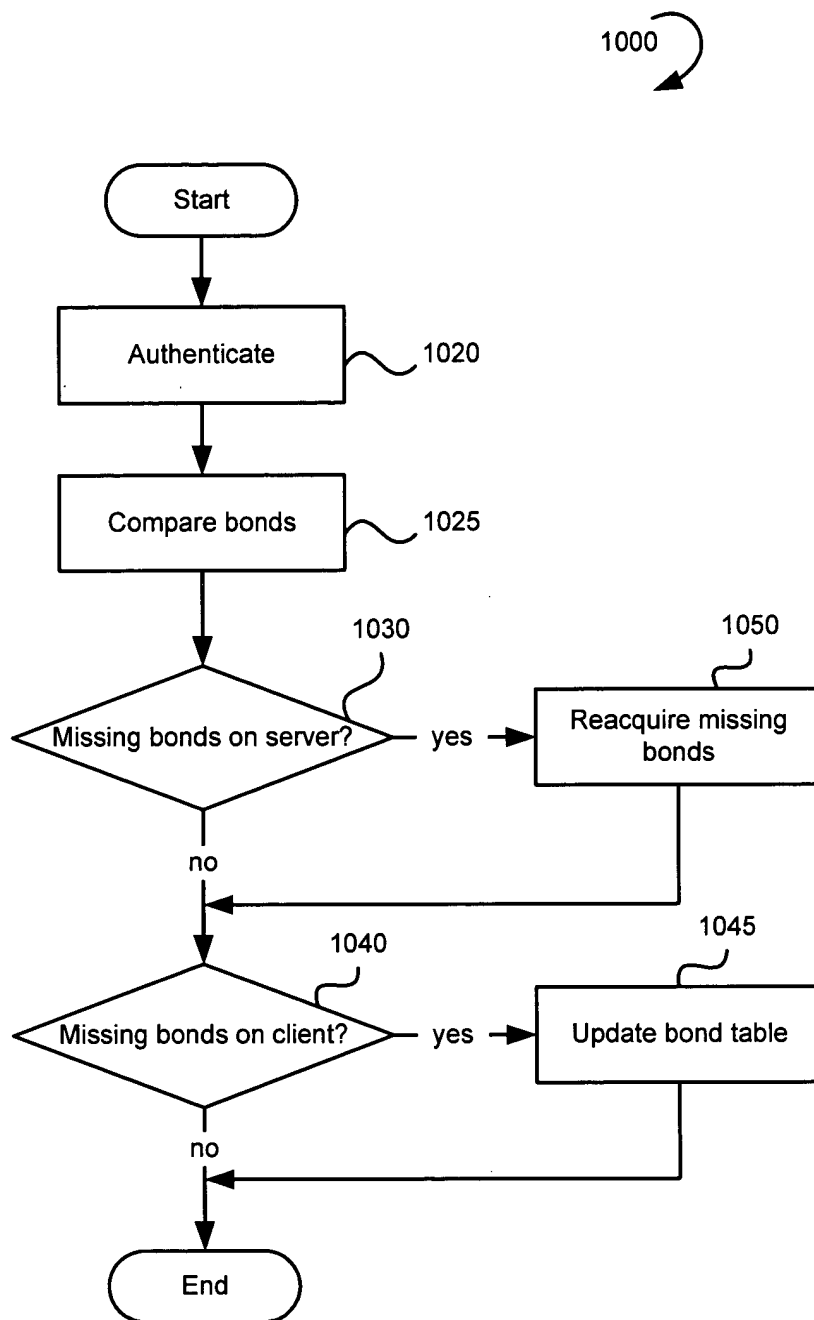 1000
Start
Authenticate
1020
Compare bonds
1025
1030
1050
Missing bonds on server?
yes
Reacquire missing
bonds
no
1040
1045
Missing bonds on client?
yes
Update bond table
no
End